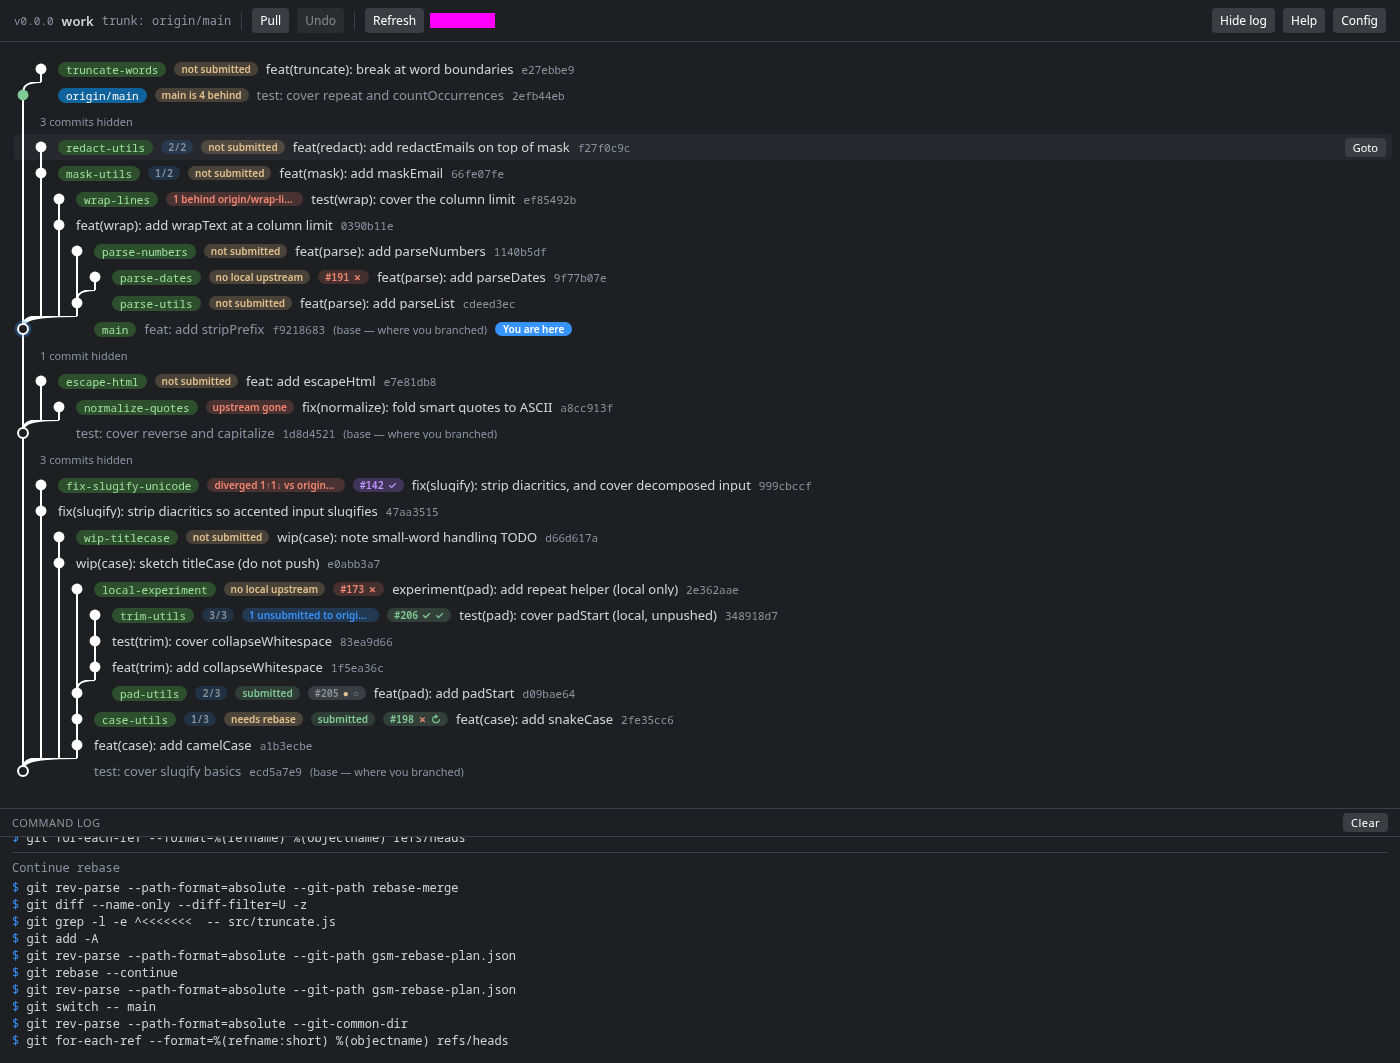 v0.0.0 work trunk: origin/main Pull Undo Refresh Hide log Help Config
truncate-words not submitted feat(truncate): break at word boundaries e27ebbe9
origin/main main is 4 behind test: cover repeat and countOccurrences 2efb44eb
3 commits hidden
redact-utils 2/2 not submitted feat(redact): add redactEmails on top of mask f27f0c9c Goto
mask-utils 1/2 not submitted feat(mask): add maskEmail 66fe07fe
wrap-lines 1 behind origin/wrap-li... test(wrap): cover the column limit ef85492b
feat(wrap): add wrapText at a column limit 0390b11e
parse-numbers not submitted feat(parse): add parseNumbers 1140b5df
parse-dates no local upstream #191 × feat(parse): add parseDates 9f77b07e
parse-utils not submitted feat(parse): add parseList cdeed3ec
main feat: add stripPrefix f9218683 (base — where you branched) You are here
1 commit hidden
escape-html not submitted feat: add escapeHtml e7e81db8
normalize-quotes upstream gone fix(normalize): fold smart quotes to ASCII a8cc913f
test: cover reverse and capitalize 1d8d4521 (base — where you branched)
3 commits hidden
fix-slugify-unicode diverged 1↑1↓ vs origin... #142 ✓ fix(slugify): strip diacritics, and cover decomposed input 999cbccf
fix(slugify): strip diacritics so accented input slugifies 47aa3515
wip-titlecase not submitted wip(case): note small-word handling TODO d66d617a
wip(case): sketch titleCase (do not push) e0abb3a7
local-experiment no local upstream #173 × experiment(pad): add repeat helper (local only) 2e362aae
trim-utils 3/3 1 unsubmitted to origi... #206 ✓ ✓ test(pad): cover padStart (local, unpushed) 348918d7
test(trim): cover collapseWhitespace 83ea9d66
feat(trim): add collapseWhitespace 1f5ea36c
pad-utils 2/3 submitted #205 ● ○ feat(pad): add padStart d09bae64
case-utils 1/3 needs rebase submitted #198 × ↻ feat(case): add snakeCase 2fe35cc6
feat(case): add camelCase a1b3ecbe
test: cover slugify basics ecd5a7e9 (base — where you branched)
COMMAND LOG Clear
$ git for-each-ref --format=%(refname) %(objectname) refs/heads
Continue rebase
$ git rev-parse --path-format=absolute --git-path rebase-merge
$ git diff --name-only --diff-filter=U -z
$ git grep -l -e ^<<<<<<< -- src/truncate.js
$ git add -A
$ git rev-parse --path-format=absolute --git-path gsm-rebase-plan.json
$ git rebase --continue
$ git rev-parse --path-format=absolute --git-path gsm-rebase-plan.json
$ git switch -- main
$ git rev-parse --path-format=absolute --git-common-dir
$ git for-each-ref --format=%(refname:short) %(objectname) refs/heads